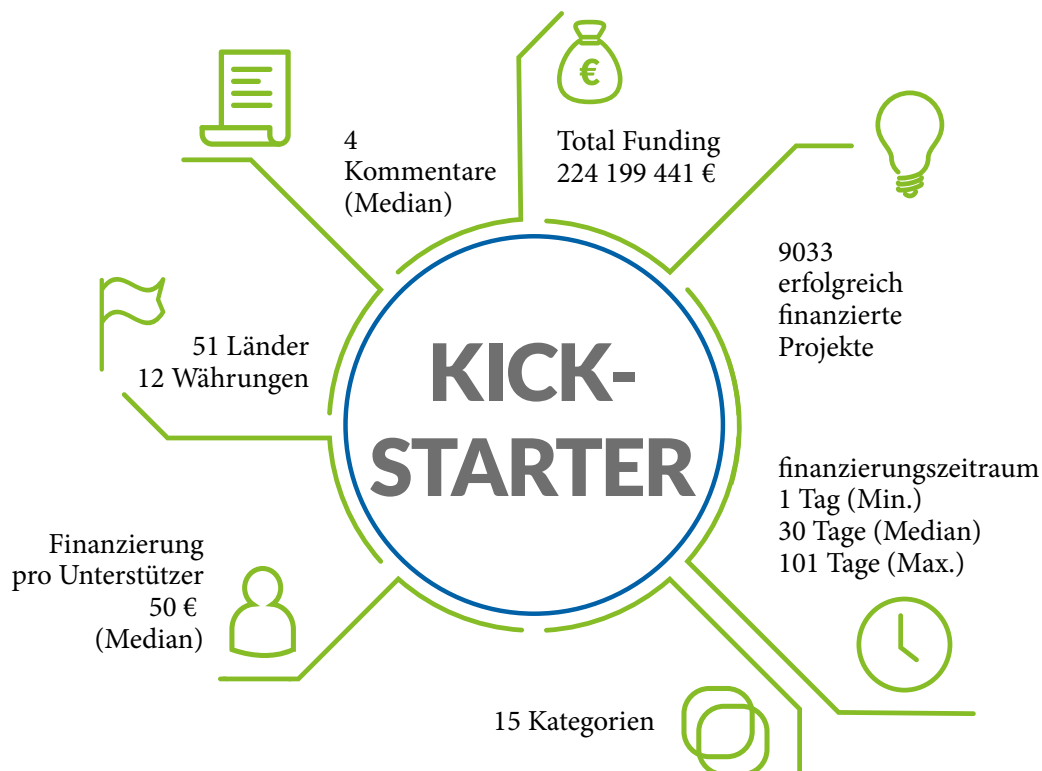 4
Kommentare
(Median)
€
Total Funding
224 199 441 €
9033
erfolgreich
finanzierte
Projekte
51 Länder
12 Währungen
KICK-
STARTER
finanzierungszeitraum
1 Tag (Min.)
30 Tage (Median)
101 Tage (Max.)
Finanzierung
pro Unterstützer
50 €
(Median)
15 Kategorien